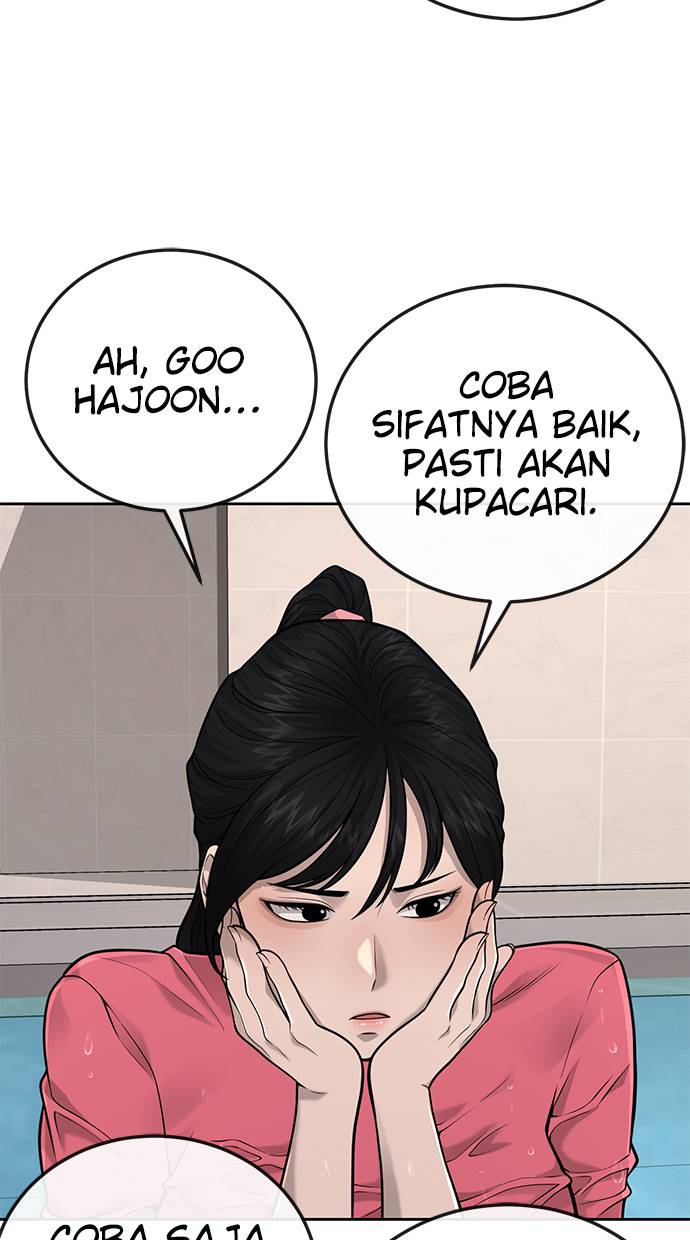 AH, GOO
HAJOON...
COBA
SIFATNYA BAIK,
PASTI AKAN
KUPACARI.
COBA SAJA